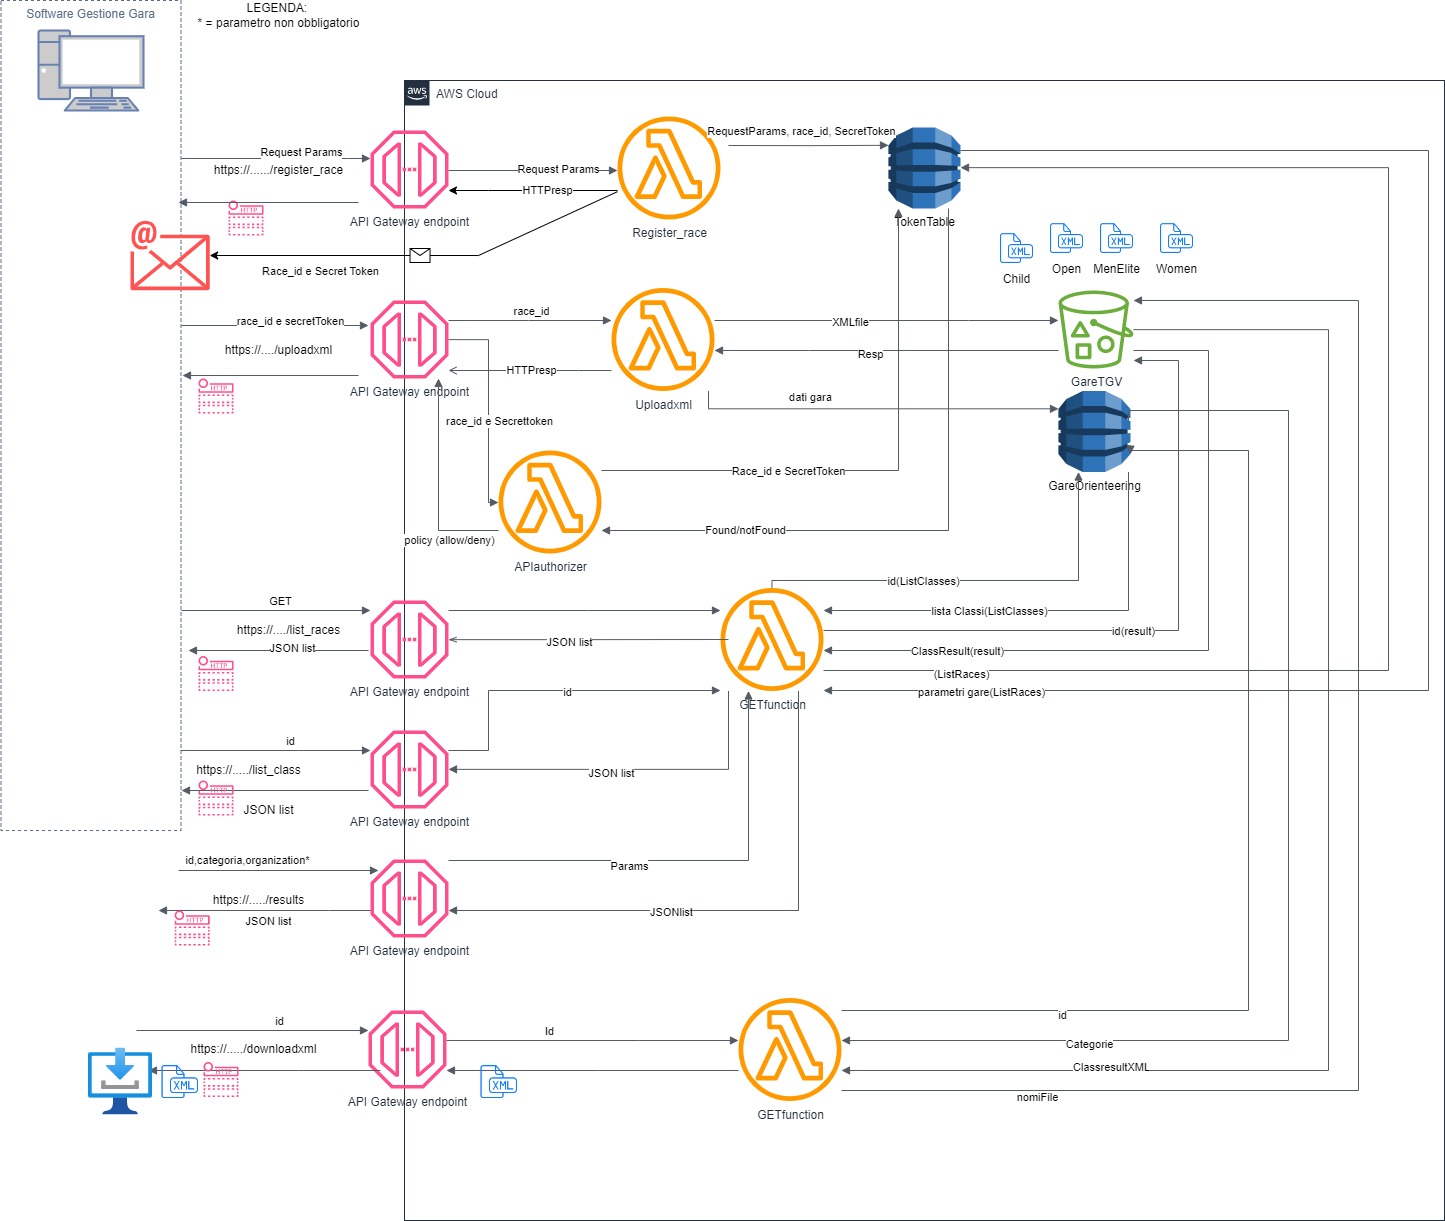 Software Gestione Gara
LEGENDA:
* = parametro non obbligatorio
aws
AWS Cloud
Request Params
https://....../register_race
HTTP
API Gateway endpoint
Request Params
HTTPresp
Register_race
RequestParams, race_id, SecretToken
TokenTable
@
Race_id e Secret Token
XML
Child
XML
Open
XML
MenElite
XML
Women
race_id e secretToken
https://..../uploadxml
HTTP
API Gateway endpoint
race_id
HTTPresp
Uploadxml
XMLfile
Resp
GareTGV
dati gara
GareOrienteering
race_id e Secrettoken
policy (allow/deny)
APIauthorizer
Race_id e SecretToken
Found/notFound
GET
https://..../list_races
JSON list
HTTP
API Gateway endpoint
JSON list
GETfunction
id(ListClasses)
lista Classi(ListClasses)
id(result)
ClassResult(result)
(ListRaces)
parametri gare(ListRaces)
id
id
https://...../list_class
HTTP
JSON list
API Gateway endpoint
JSON list
id,categoria,organization*
https://...../results
HTTP
JSON list
API Gateway endpoint
Params
JSONlist
id
https://...../downloadxml
XML
HTTP
API Gateway endpoint
Id
XML
GETfunction
id
Categorie
ClassresultXML
nomiFile